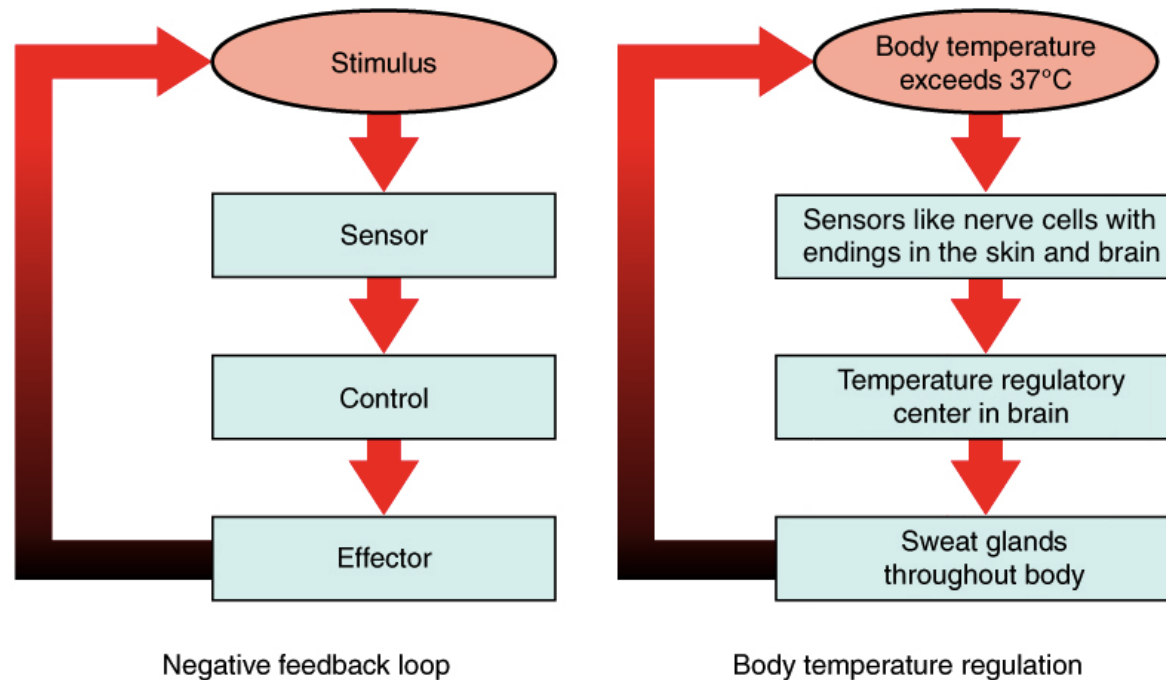 Stimulus
Sensor
Control
Effector
Negative feedback loop
Body temperature
exceeds 37°C
Sensors like nerve cells with
endings in the skin and brain
Temperature regulatory
center in brain
Sweat glands
throughout body
Body temperature regulation